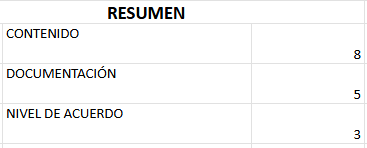 RESUMEN
CONTENIDO
8
DOCUMENTACIÓN
5
NIVEL DE ACUERDO
3